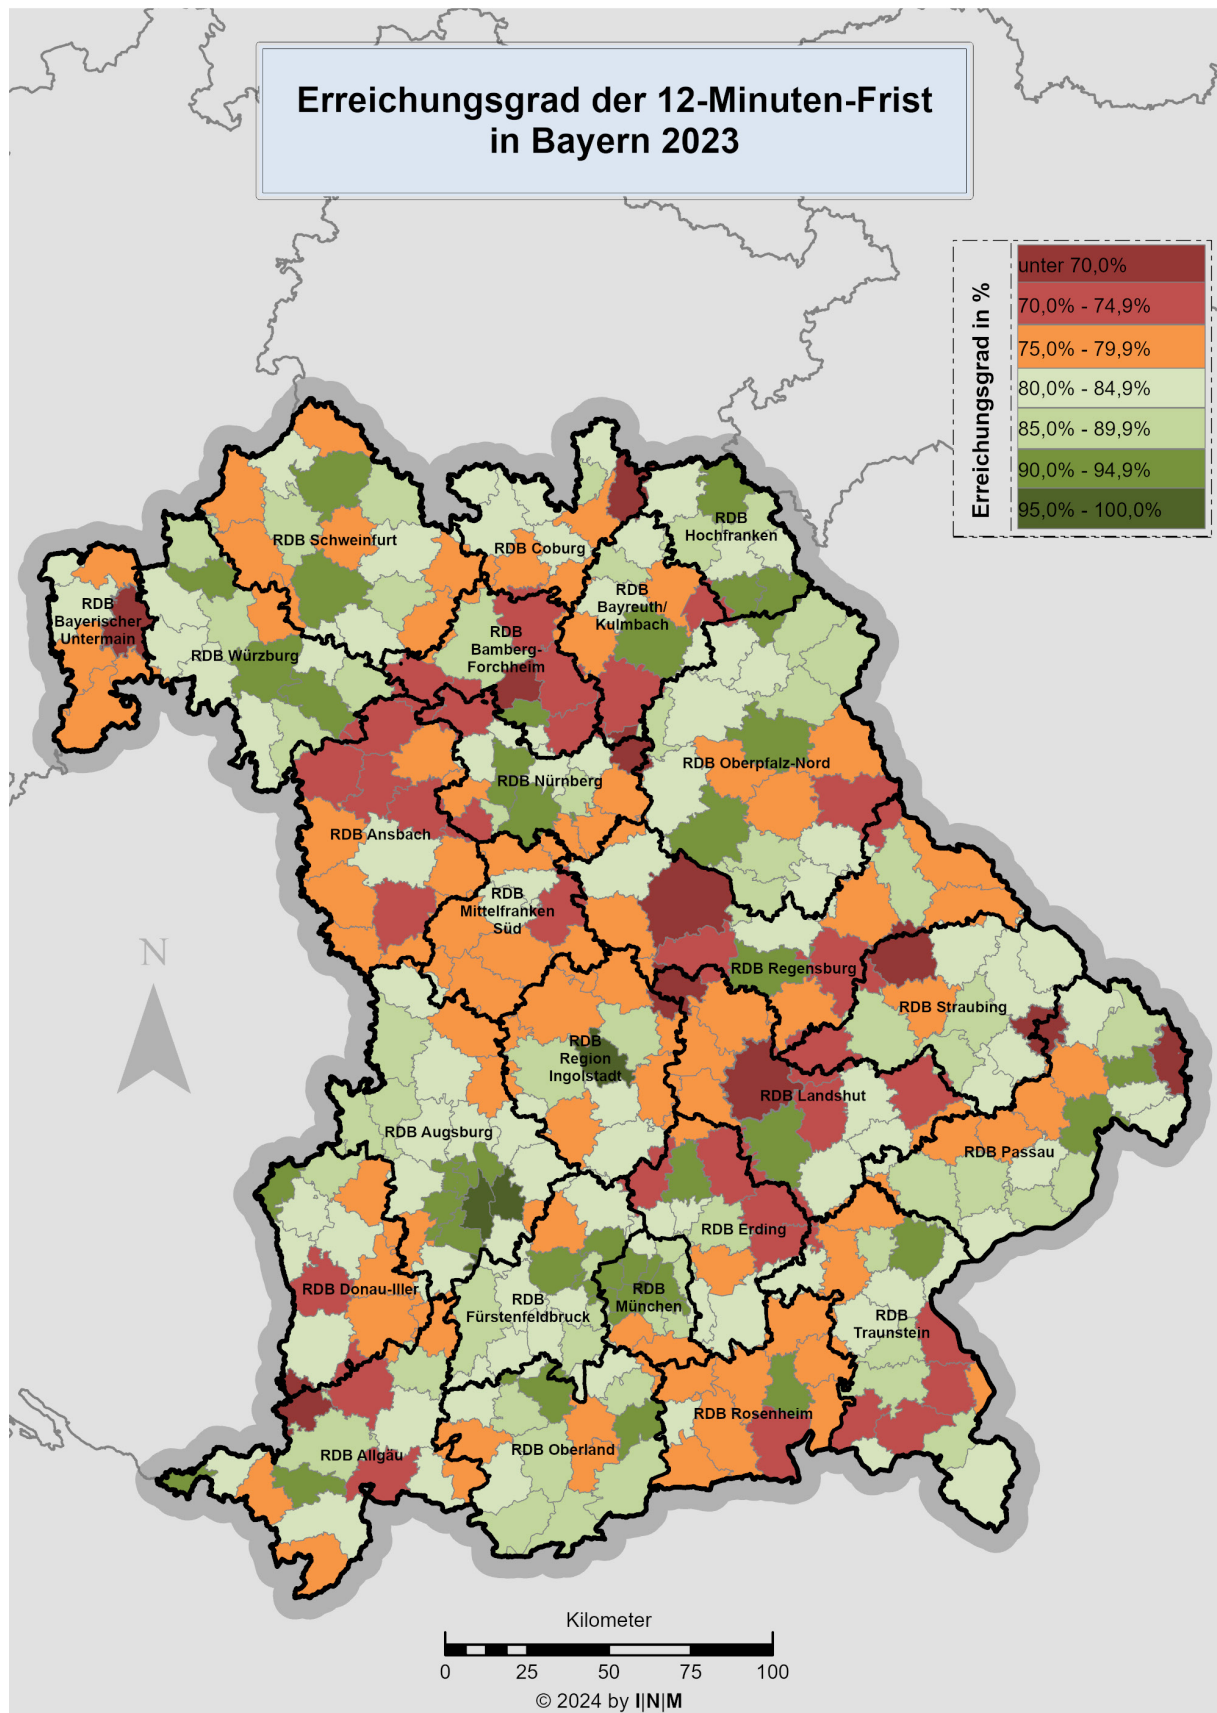 Erreichungsgrad der 12-Minuten-Frist
in Bayern 2023
Erreichungsgrad in %
unter 70,0%
70,0% - 74,9%
75,0% - 79,9%
80,0% - 84,9%
85,0% - 89,9%
90,0% - 94,9%
95,0% - 100,0%
RDB
Hochfranken
RDB Schweinfurt
RDB Coburg
RDB
Bayerischer
Untermain
RDB
Bayreuth/
Kulmbach
RDB
Bamberg-
Forchheim
RDB Würzburg
RDB Oberpfalz-Nord
RDB Nürnberg
RDB Ansbach
RDB
Mittelfranken
Süd
N
RDB Regensburg
RDB Straubing
RDB
Region
Ingolstadt
RDB Landshut
RDB Augsburg
RDB Passau
RDB Erding
RDB Donau-Iller
RDB
Fürstenfeldbruck
RDB
München
RDB
Traunstein
RDB Rosenheim
RDB Oberland
RDB Allgäu
Kilometer
0 25 50 75 100
© 2024 by I|N|M